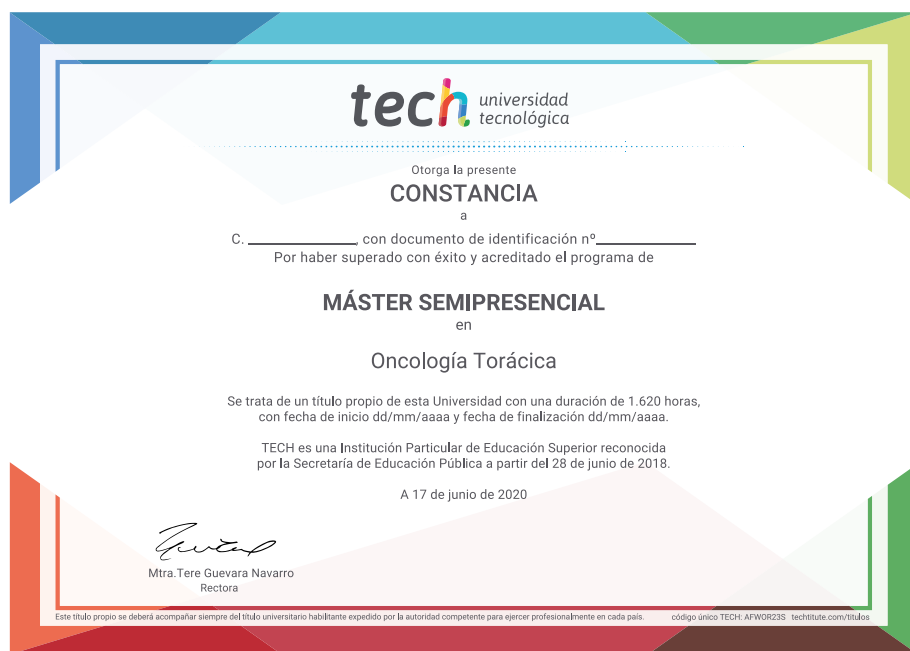 tech universidad
tecnológica
Otorga la presente
CONSTANCIA
a
C. ______________, con documento de identificación nº______________
Por haber superado con éxito y acreditado el programa de
MÁSTER SEMIPRESENCIAL
en
Oncología Torácica
Se trata de un título propio de esta Universidad con una duración de 1.620 horas,
con fecha de inicio dd/mm/aaaa y fecha de finalización dd/mm/aaaa.
TECH es una Institución Particular de Educación Superior reconocida
por la Secretaría de Educación Pública a partir del 28 de junio de 2018.
A 17 de junio de 2020
Mtra.Tere Guevara Navarro
Rectora
Este título propio se deberá acompañar siempre del título universitario habilitante expedido por la autoridad competente para ejercer profesionalmente en cada país. código único TECH: AFWOR23S techtitute.com/titulos